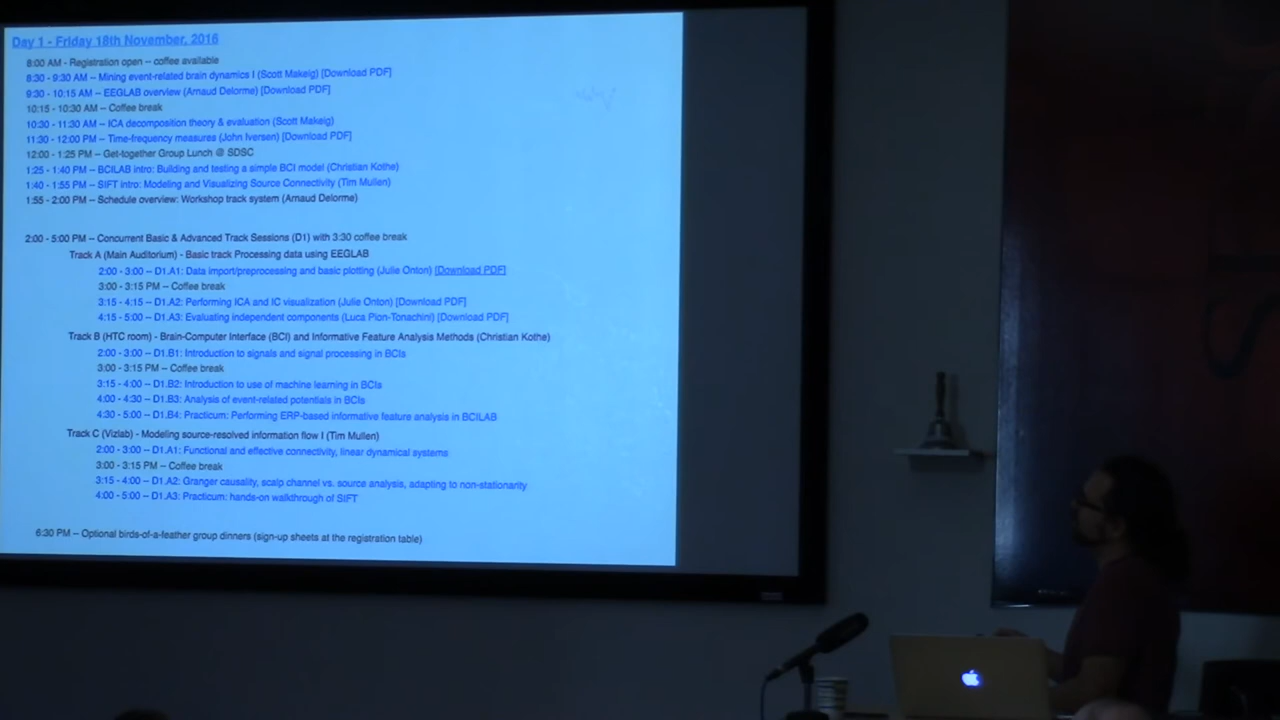 Day 1 - Friday 18th November, 2016
8:00 AM - Registration open -- coffee available
8:30 - 9:30 AM -- Mining event-related brain dynamics I (Scott Makeig) [Download PDF]
9:30 - 10:15 AM -- EEGLAB overview (Arnaud Delorme) [Download PDF]
10:15 - 10:30 AM -- Coffee break
10:30 - 11:30 AM -- ICA decomposition theory & evaluation (Scott Makeig)
11:30 - 12:00 PM -- Time-frequency measures (John Iversen) [Download PDF]
12:00 - 1:25 PM -- Get-together Group Lunch @ SDSC
1:25 - 1:40 PM -- BCILAB intro: Building and testing a simple BCI model (Christian Kothe)
1:40 - 1:55 PM -- SIFT intro: Modeling and Visualizing Source Connectivity (Tim Mullen)
1:55 - 2:00 PM -- Schedule overview: Workshop track system (Arnaud Delorme)
2:00 - 5:00 PM -- Concurrent Basic & Advanced Track Sessions (D1) with 3:30 coffee break
Track A (Main Auditorium) - Basic track Processing data using EEGLAB
2:00 - 3:00 -- D1.A1: Data import/preprocessing and basic plotting (Julie Onton) [Download PDF]
3:00 - 3:15 PM -- Coffee break
3:15 - 4:15 -- D1.A2: Performing ICA and IC visualization (Julie Onton) [Download PDF]
4:15 - 5:00 -- D1.A3: Evaluating independent components (Luca Pion-Tonachini) [Download PDF]
Track B (HTC room) - Brain-Computer Interface (BCI) and Informative Feature Analysis Methods (Christian Kothe)
2:00 - 3:00 -- D1.B1: Introduction to signals and signal processing in BCIs
3:00 - 3:15 PM -- Coffee break
3:15 - 4:00 -- D1.B2: Introduction to use of machine learning in BCIs
4:00 - 4:30 -- D1.B3: Analysis of event-related potentials in BCIs
4:30 - 5:00 -- D1.B4: Practicum: Performing ERP-based informative feature analysis in BCILAB
Track C (Vizlab) - Modeling source-resolved information flow I (Tim Mullen)
2:00 - 3:00 -- D1.A1: Functional and effective connectivity, linear dynamical systems
3:00 - 3:15 PM -- Coffee break
3:15 - 4:00 -- D1.A2: Granger causality, scalp channel vs. source analysis, adapting to non-stationarity
4:00 - 5:00 -- D1.A3: Practicum: hands-on walkthrough of SIFT
6:30 PM -- Optional birds-of-a-feather group dinners (sign-up sheets at the registration table)